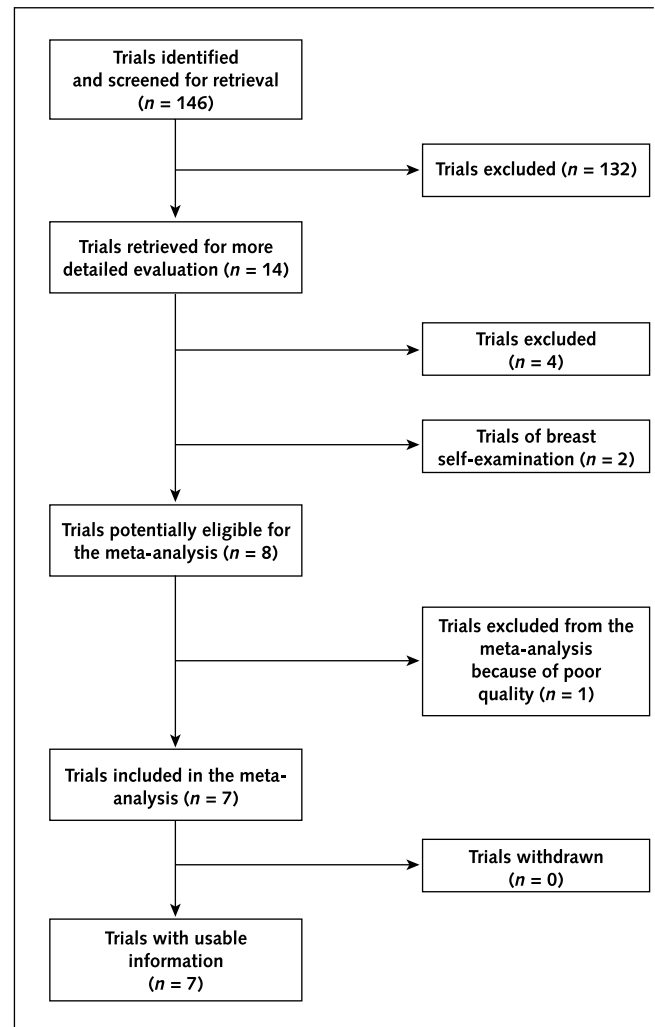 Trials identified
and screened for retrieval
(n = 146)
Trials excluded (n = 132)
Trials retrieved for more
detailed evaluation (n = 14)
Trials excluded
(n = 4)
Trials of breast
self-examination (n = 2)
Trials potentially eligible for
the meta-analysis (n = 8)
Trials excluded from the
meta-analysis
because of poor
quality (n = 1)
Trials included in the meta-
analysis (n = 7)
Trials withdrawn
(n = 0)
Trials with usable
information
(n = 7)